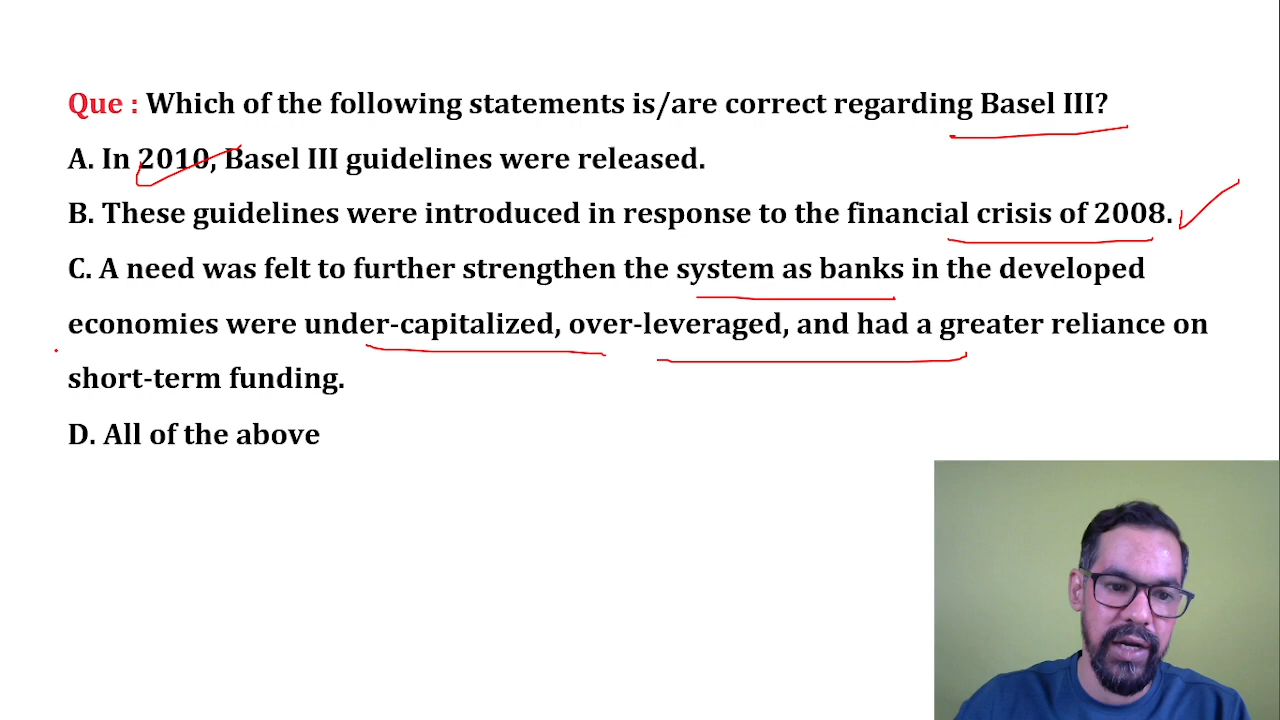 Que : Which of the following statements is/are correct regarding Basel III?
A. In 2010, Basel III guidelines were released.
B. These guidelines were introduced in response to the financial crisis of 2008.
C. A need was felt to further strengthen the system as banks in the developed
economies were under-capitalized, over-leveraged, and had a greater reliance on
short-term funding.
D. All of the above